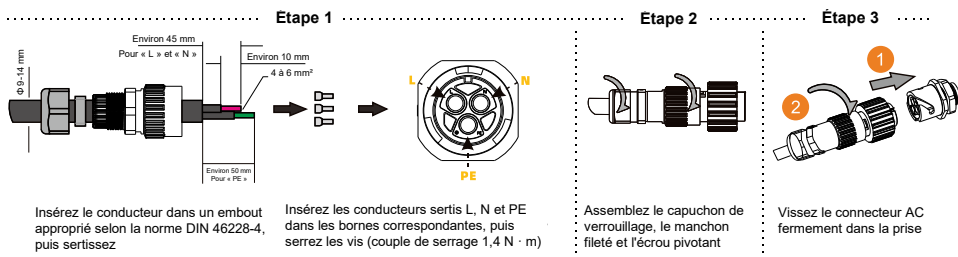 Étape 1
Étape 2
Étape 3
Environ 45 mm
Pour « L » et « N »
Environ 10 mm
4 à 6 mm²
Φ9-14 mm
Environ 50 mm
Pour « PE »
L
N
PE
1
2
Insérez le conducteur dans un embout
approprié selon la norme DIN 46228-4,
puis sertissez
Insérez les conducteurs sertis L, N et PE
dans les bornes correspondantes, puis
serrez les vis (couple de serrage 1,4 N · m)
Assemblez le capuchon de
verrouillage, le manchon
fileté et l'écrou pivotant
Vissez le connecteur AC
fermement dans la prise